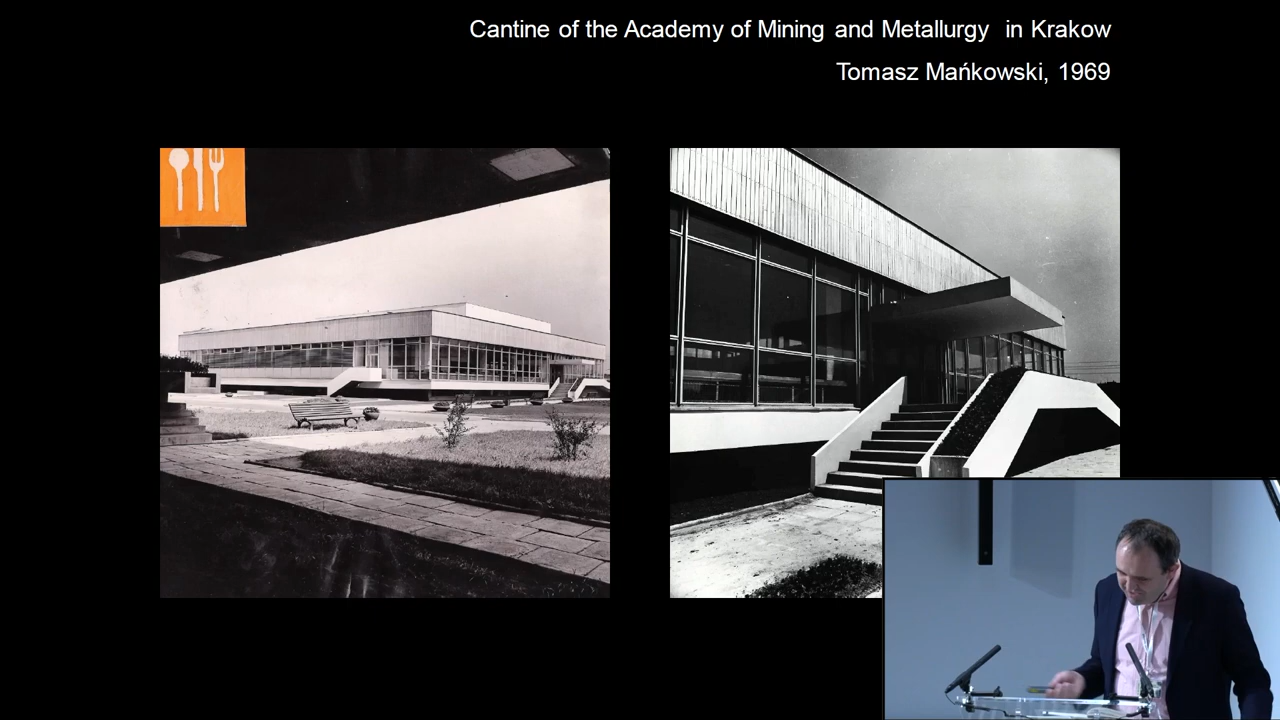 Cantine of the Academy of Mining and Metallurgy in Krakow
Tomasz Mańkowski, 1969